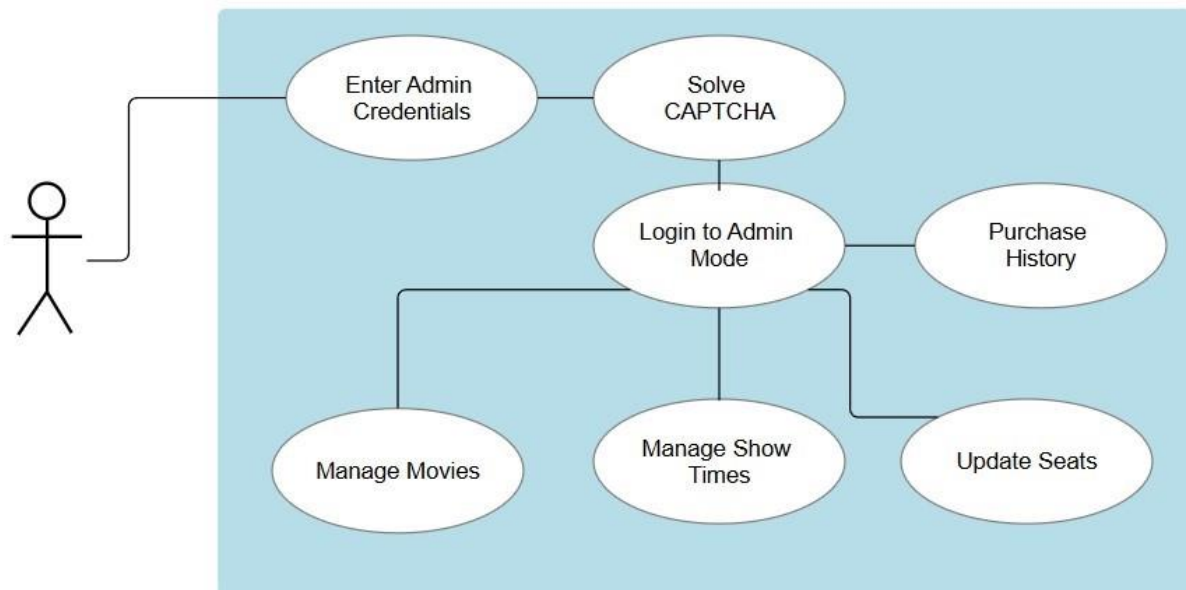 Enter Admin
Credentials
Solve
CAPTCHA
Login to Admin
Mode
Purchase
History
Manage Movies
Manage Show
Times
Update Seats